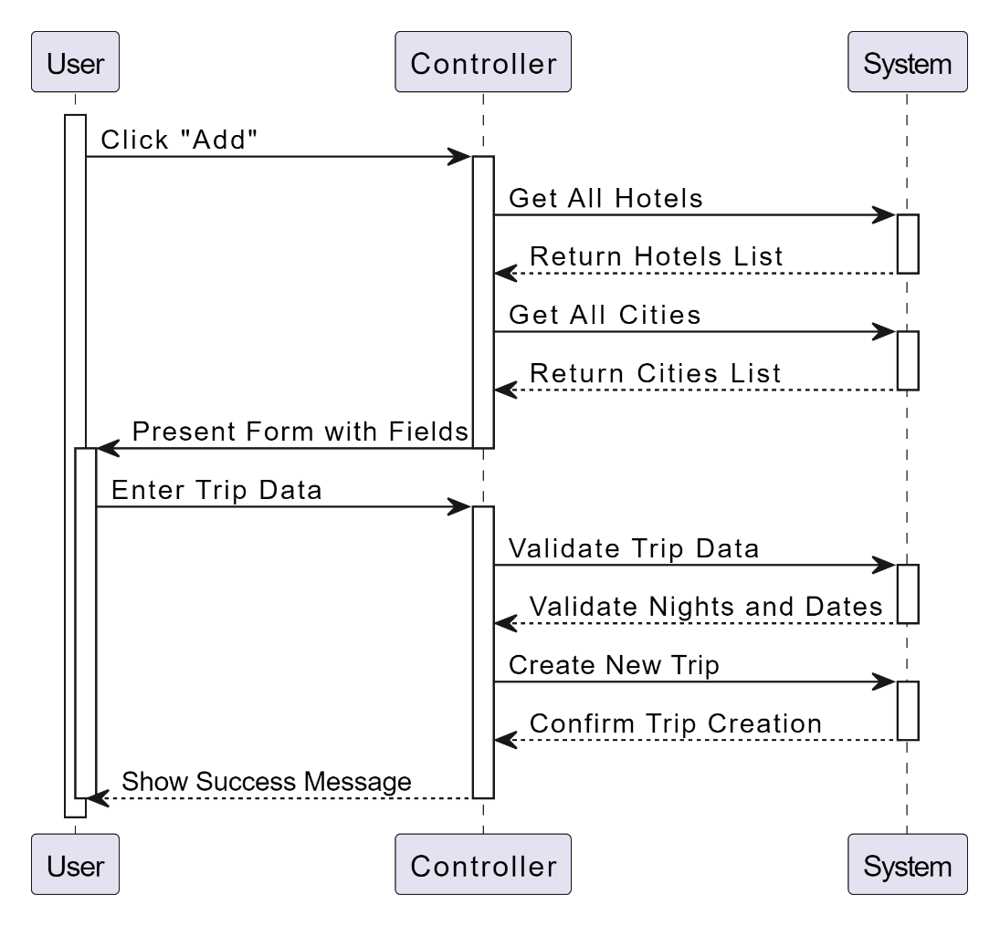 User
Controller
System
Click "Add"
Get All Hotels
Return Hotels List
Get All Cities
Return Cities List
Present Form with Fields
Enter Trip Data
Validate Trip Data
Validate Nights and Dates
Create New Trip
Confirm Trip Creation
Show Success Message
User
Controller
System